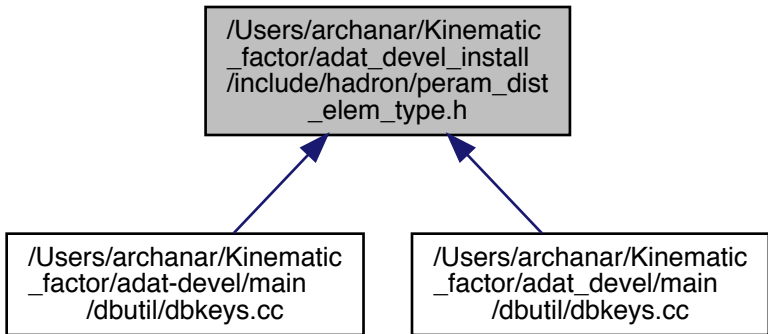 /Users/archanar/Kinematic
_factor/adat_devel_install
/include/hadron/peram_dist
_elem_type.h
/Users/archanar/Kinematic
_factor/adat-devel/main
/dbutil/dbkeys.cc
/Users/archanar/Kinematic
_factor/adat_devel/main
/dbutil/dbkeys.cc